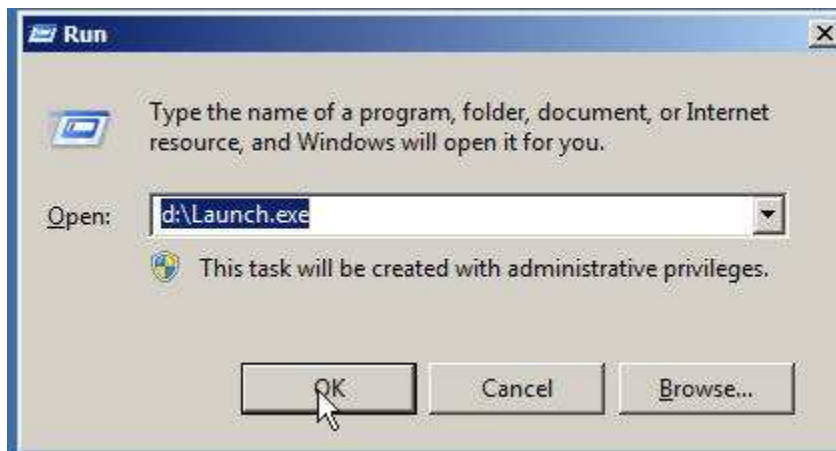 Run
Type the name of a program, folder, document, or Internet
resource, and Windows will open it for you.
Open: d:\Launch.exe
This task will be created with administrative privileges.
OK Cancel Browse...